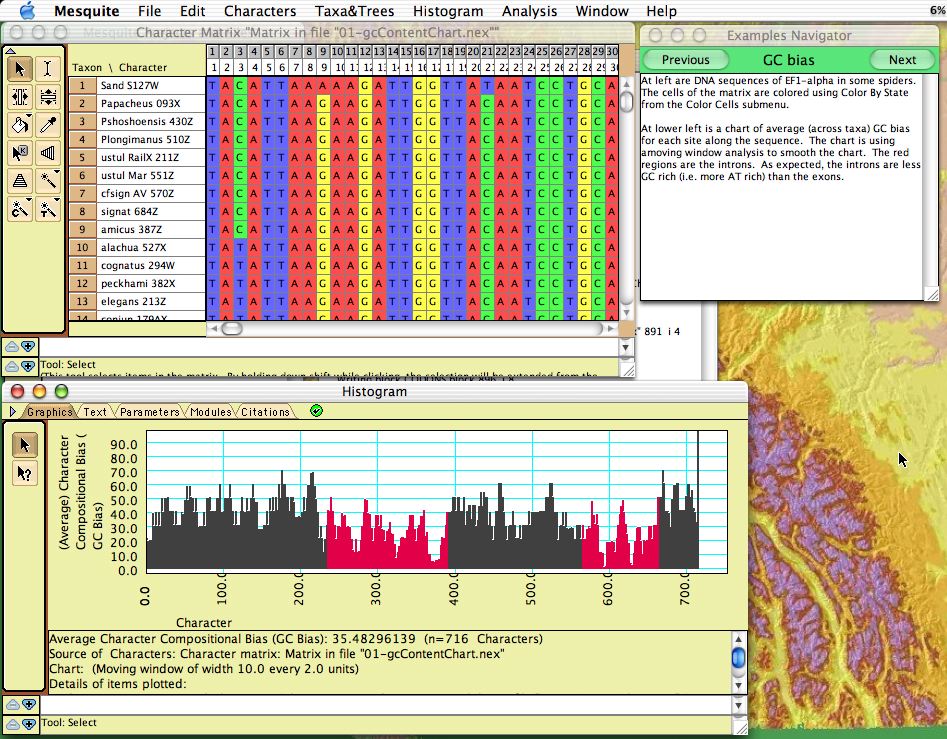 Mesquite File Edit Characters Taxa&Trees Histogram Analysis Window Help 6%
Character Matrix "Matrix in file "01-gcContentChart.nex""
1 2 3 4 5 6 7 8 9 10 11 12 13 14 15 16 17 18 19 20 21 22 23 24 25 26 27 28 29 30
Taxon \ Character
1 Sand S127W T A C A T T A A A A A G A T T G G T T A T A A T C C T G C A
2 Papacheus 093X T A C A T T A A G A A G A T T G G T T A C A A T C C T G C A
3 Pshoshoenis 430Z T A C A T T A A G A A G A T T G G T T A C A A T C C T G C A
4 Plongimanus 510Z T A C A T T A A G A A G A T T G G T T A C A A T C C T G C A
5 ustul RailX 211Z T A C A T T A A G A A G A T T G G T T A C A A T C C T G C A
6 ustul Mar 551Z T A C A T T A A G A A G A T T G G T T A C A A T C C T G C A
7 cfsign AV 570Z T A C A T T A A G A A G A T T G G T T A C A A T C C T G C A
8 signat 684Z T A C A T T A A G A A G A T T G G T T A C A A T C C T G C A
9 amicus 387Z T A C A T T A A G A A G A T T G G T T A C A A T C C T G C A
10 alachua 527X T A T A T T A A G A A G A T T G G T T A C A A T C C T G C A
11 cognatus 294W T A T A T T A A G A A G A T T G G T T A C A A T C C T G C A
12 peckhami 382X T A T A T T A A G A A G A T T G G T T A C A A T C C T G C A
13 elegans 213Z T A T A T T A A G A A G A T T G G T T A C A A T C C T G C A
Tool: Select
Examples Navigator
Previous GC bias Next
At left are DNA sequences of EF1-alpha in some spiders.
The cells of the matrix are colored using Color By State
from the Color Cells submenu.
At lower left is a chart of average (across taxa) GC bias
for each site along the sequence. The chart is using
amoving window analysis to smooth the chart. The red
regions are the introns. As expected, the introns are less
GC rich (i.e. more AT rich) than the exons.
" 891 i 4
Histogram
Graphics Text Parameters Modules Citations
(Average) Character
Compositional Bias (
GC Bias)
90.0
80.0
70.0
60.0
50.0
40.0
30.0
20.0
10.0
0.0
0.0 100.0 200.0 300.0 400.0 500.0 600.0 700.0
Character
Average Character Compositional Bias (GC Bias): 35.48296139 (n=716 Characters)
Source of Characters: Character matrix: Matrix in file "01-gcContentChart.nex"
Chart: (Moving window of width 10.0 every 2.0 units)
Details of items plotted:
Tool: Select